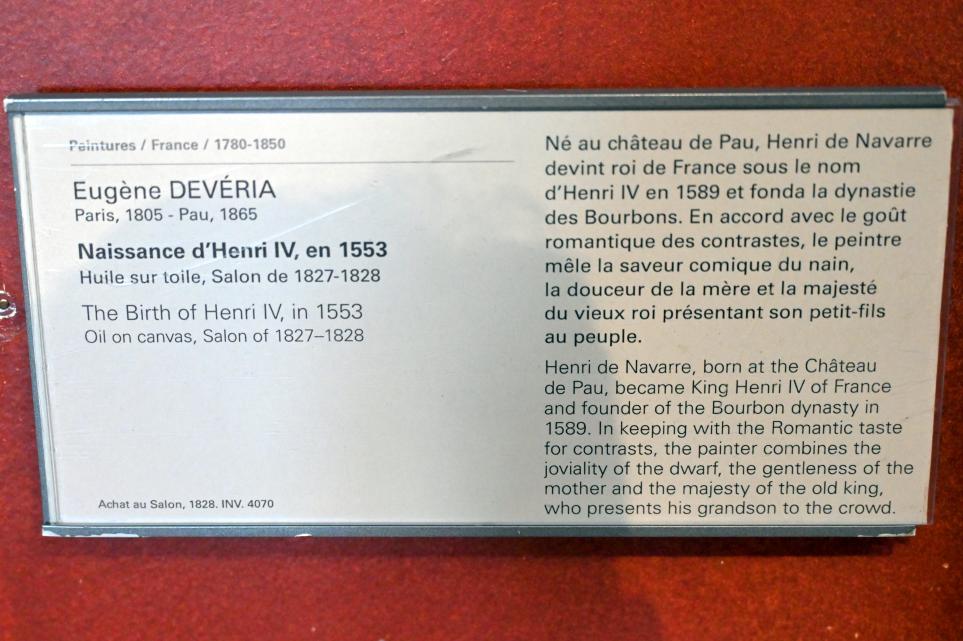 Peintures / France / 1780-1850
Eugène DEVÉRIA
Paris, 1805 - Pau, 1865
Naissance d'Henri IV, en 1553
Huile sur toile, Salon de 1827-1828
The Birth of Henri IV, in 1553
Oil on canvas, Salon of 1827–1828
Achat au Salon, 1828. INV. 4070
Né au château de Pau, Henri de Navarre
devint roi de France sous le nom
d'Henri IV en 1589 et fonda la dynastie
des Bourbons. En accord avec le goût
romantique des contrastes, le peintre
mêle la saveur comique du nain,
la douceur de la mère et la majesté
du vieux roi présentant son petit-fils
au peuple.
Henri de Navarre, born at the Château
de Pau, became King Henri IV of France
and founder of the Bourbon dynasty in
1589. In keeping with the Romantic taste
for contrasts, the painter combines the
joviality of the dwarf, the gentleness of the
mother and the majesty of the old king,
who presents his grandson to the crowd.